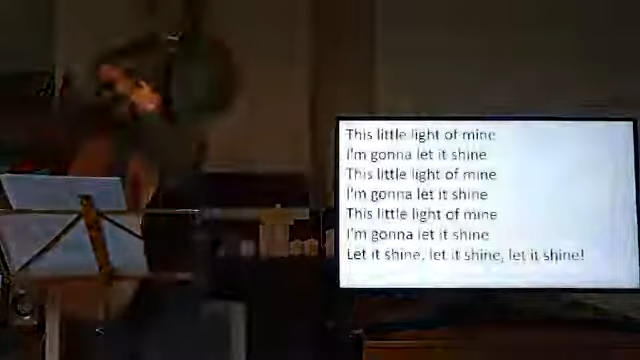 This little light of mine
I'm gonna let it shine
This little light of mine
I'm gonna let it shine
This little light of mine
I'm gonna let it shine
Let it shine, let it shine, let it shine!